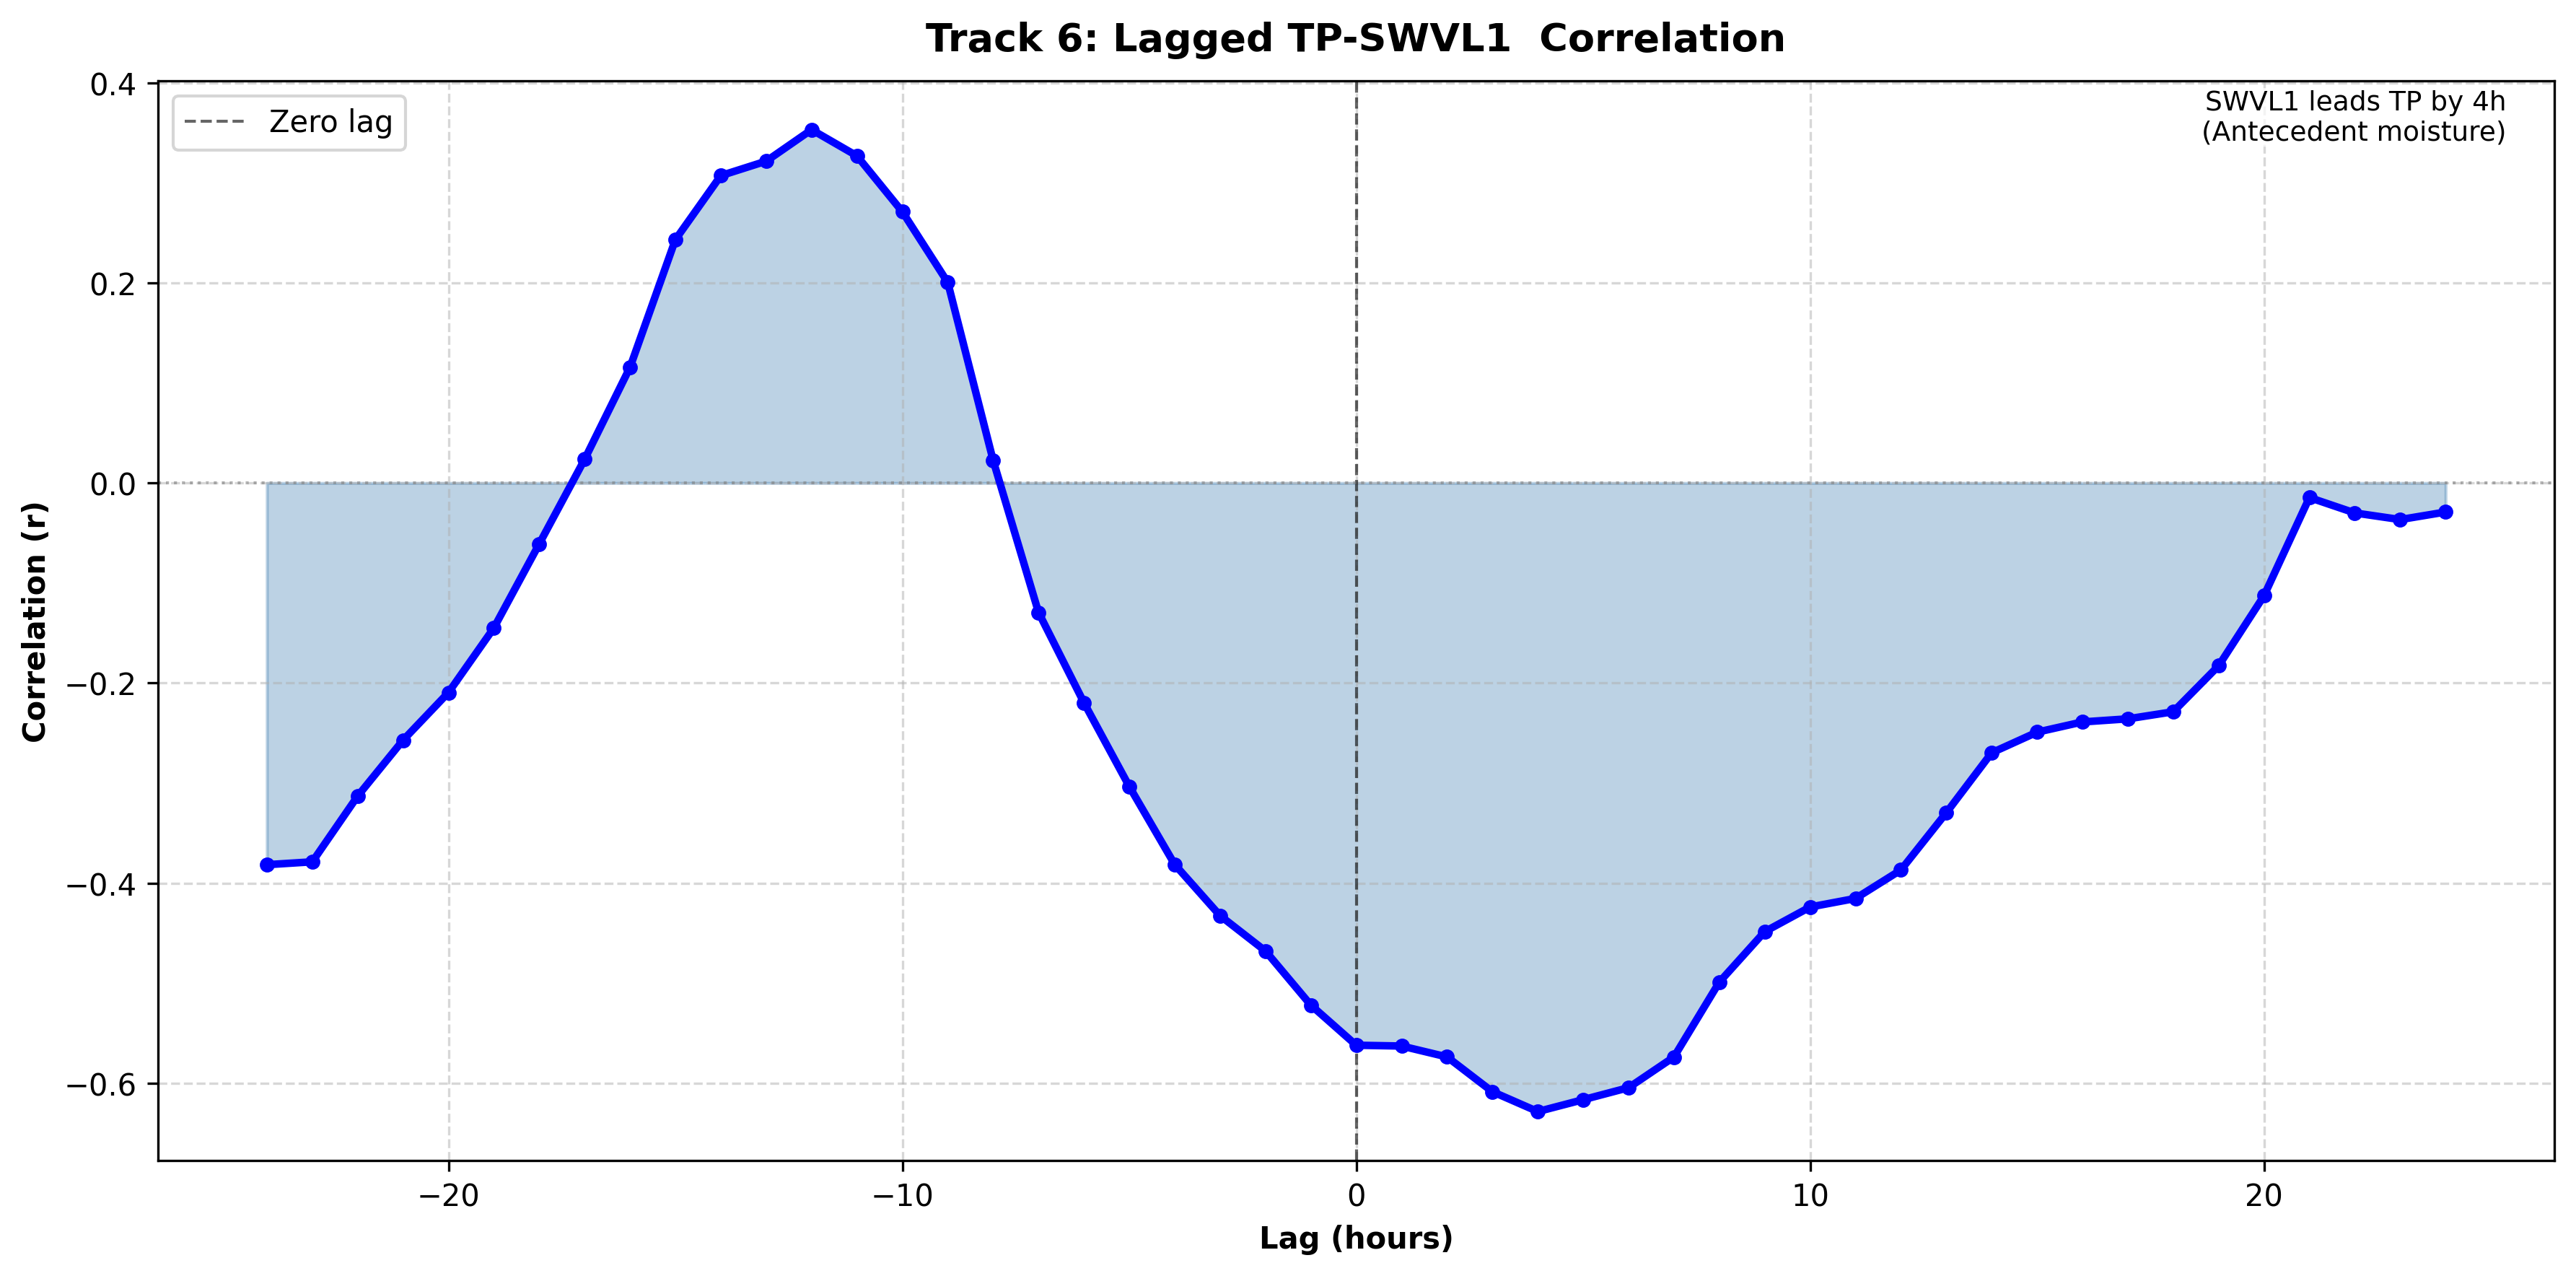 Track 6: Lagged TP-SWVL1  Correlation
Zero lag
SWVL1 leads TP by 4h
(Antecedent moisture)
Correlation (r)
0.4
0.2
0.0
−0.2
−0.4
−0.6
−20
−10
0
10
20
Lag (hours)